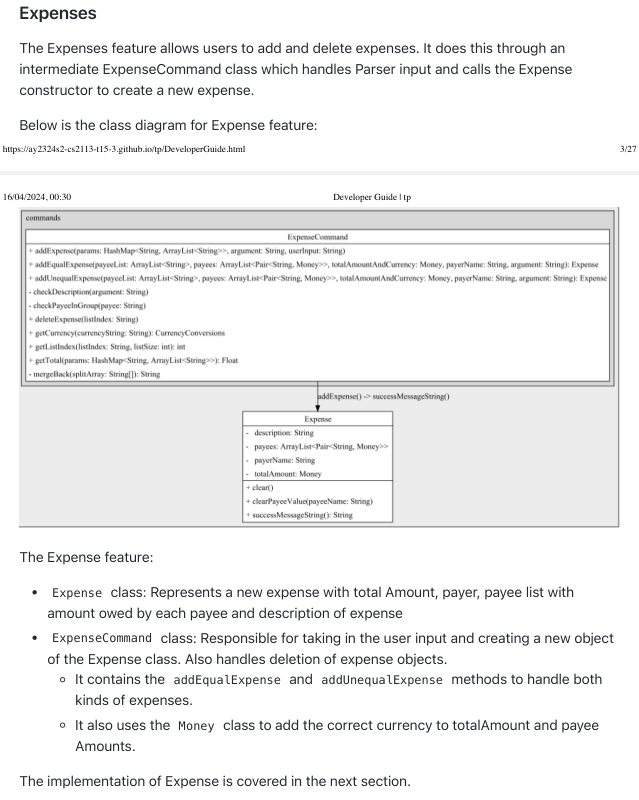 Expenses
The Expenses feature allows users to add and delete expenses. It does this through an
intermediate ExpenseCommand class which handles Parser input and calls the Expense
constructor to create a new expense.
Below is the class diagram for Expense feature:
https://ay2324s2-cs2113-t15-3.github.io/tp/DeveloperGuide.html 3/27
16/04/2024, 00:30 Developer Guide | tp
commands
ExpenseCommand
+ addExpense(params: HashMap<String, ArrayList<String>>, argument: String, userInput: String)
+ addEqualExpense(payeeList: ArrayList<String>, payees: ArrayList<Pair<String, Money>>, totalAmountAndCurrency: Money, payerName: String, argument: String): Expense
+ addUnequalExpense(payeeList: ArrayList<String>, payees: ArrayList<Pair<String, Money>>, totalAmountAndCurrency: Money, payerName: String, argument: String): Expense
- checkDescription(argument: String)
- checkPayeeInGroup(payee: String)
+ deleteExpense(listIndex: String)
+ getCurrency(currencyString: String): CurrencyConversions
+ getListIndex(listIndex: String, listSize: int): int
+ getTotal(params: HashMap<String, ArrayList<String>>): Float
- mergeBack(splitArray: String[]): String
addExpense() -> successMessageString()
Expense
- description: String
- payees: ArrayList<Pair<String, Money>>
- payerName: String
- totalAmount: Money
+ clear()
+ clearPayeeValue(payeeName: String)
+ successMessageString(): String
The Expense feature:
• Expense class: Represents a new expense with total Amount, payer, payee list with
amount owed by each payee and description of expense
• ExpenseCommand class: Responsible for taking in the user input and creating a new object
of the Expense class. Also handles deletion of expense objects.
○ It contains the addEqualExpense and addUnequalExpense methods to handle both
kinds of expenses.
○ It also uses the Money class to add the correct currency to totalAmount and payee
Amounts.
The implementation of Expense is covered in the next section.